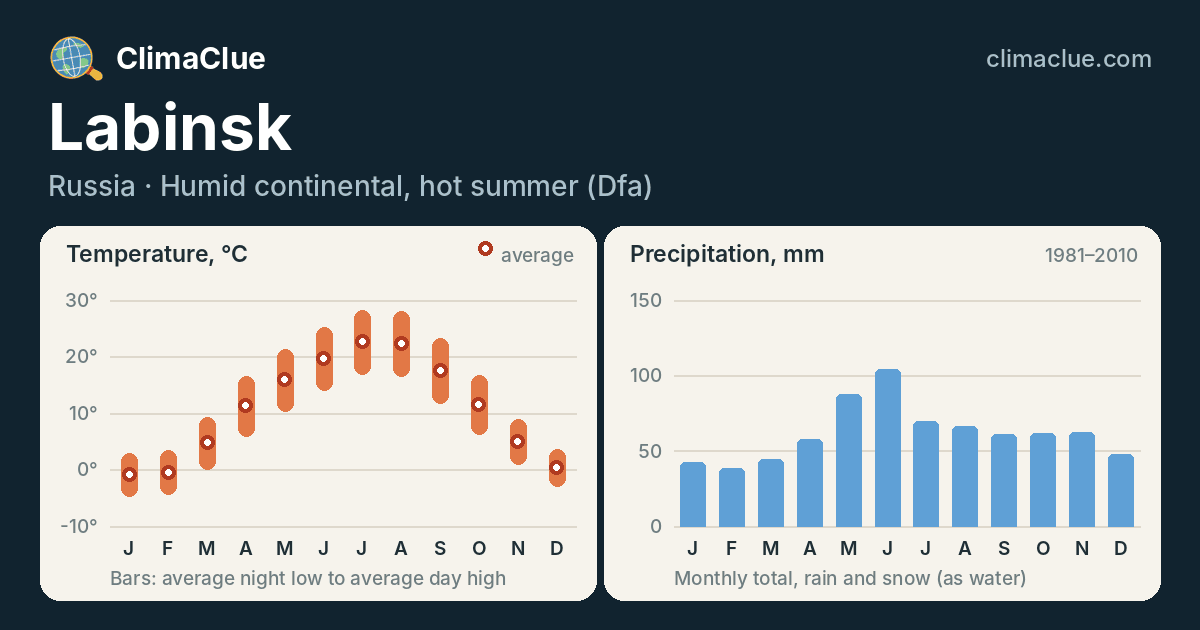 ClimaClue
climaclue.com
Labinsk
Russia · Humid continental, hot summer (Dfa)
Temperature, °C
average
30°
20°
10°
0°
-10°
J F M A M J J A S O N D
Bars: average night low to average day high
Precipitation, mm
1981–2010
150
100
50
0
J F M A M J J A S O N D
Monthly total, rain and snow (as water)